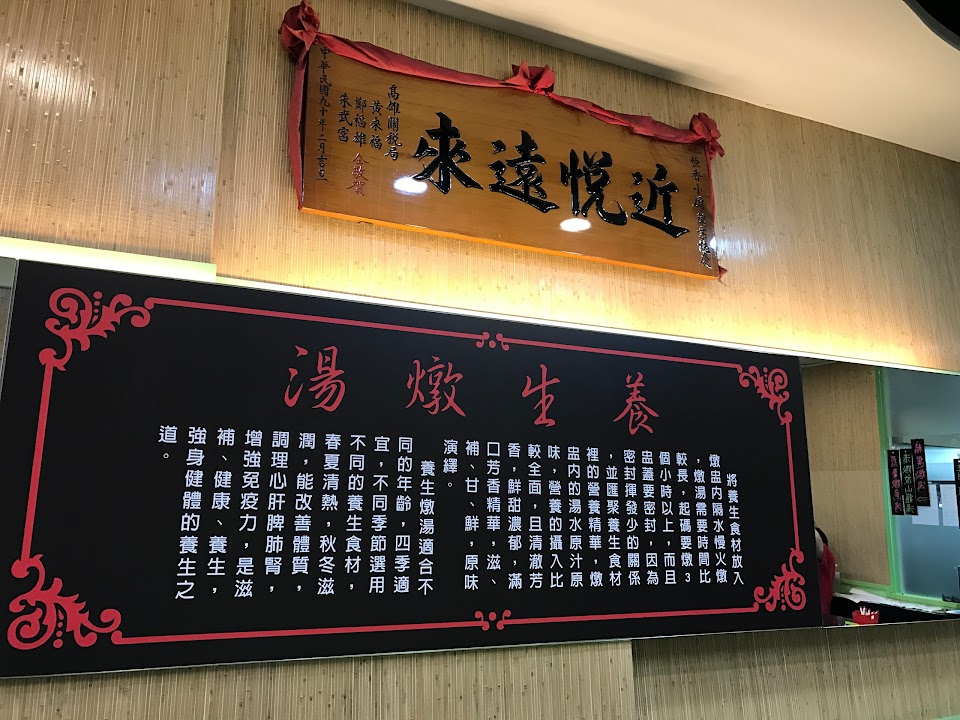 近悅遠來
高雄關稅局
黃來福
鄭福雄
朱武富
仝敬賀
中華民國九十年二月
養生燉湯
將養生食材放入
燉盅內隔水慢火燉
，燉湯需要時間比
較長，起碼要燉3
個小時以上，而且
盅蓋要密封，因為
密封揮發少的關係
，並匯聚養生食材
裡的營養精華，燉
盅內的湯水原汁原
味，營養的攝入比
較全面，且清澈芳
香，鮮甜濃郁，滿
口芳香精華，滋、
補、甘、鮮，原味
演繹。
養生燉湯適合不
同的年齡，四季適
宜，不同季節選用
不同的養生食材，
春夏清熱，秋冬滋
潤，能改善體質，
調理心肝脾肺腎，
增強免疫力，是滋
補、健康、養生，
強身健體的養生之
道。